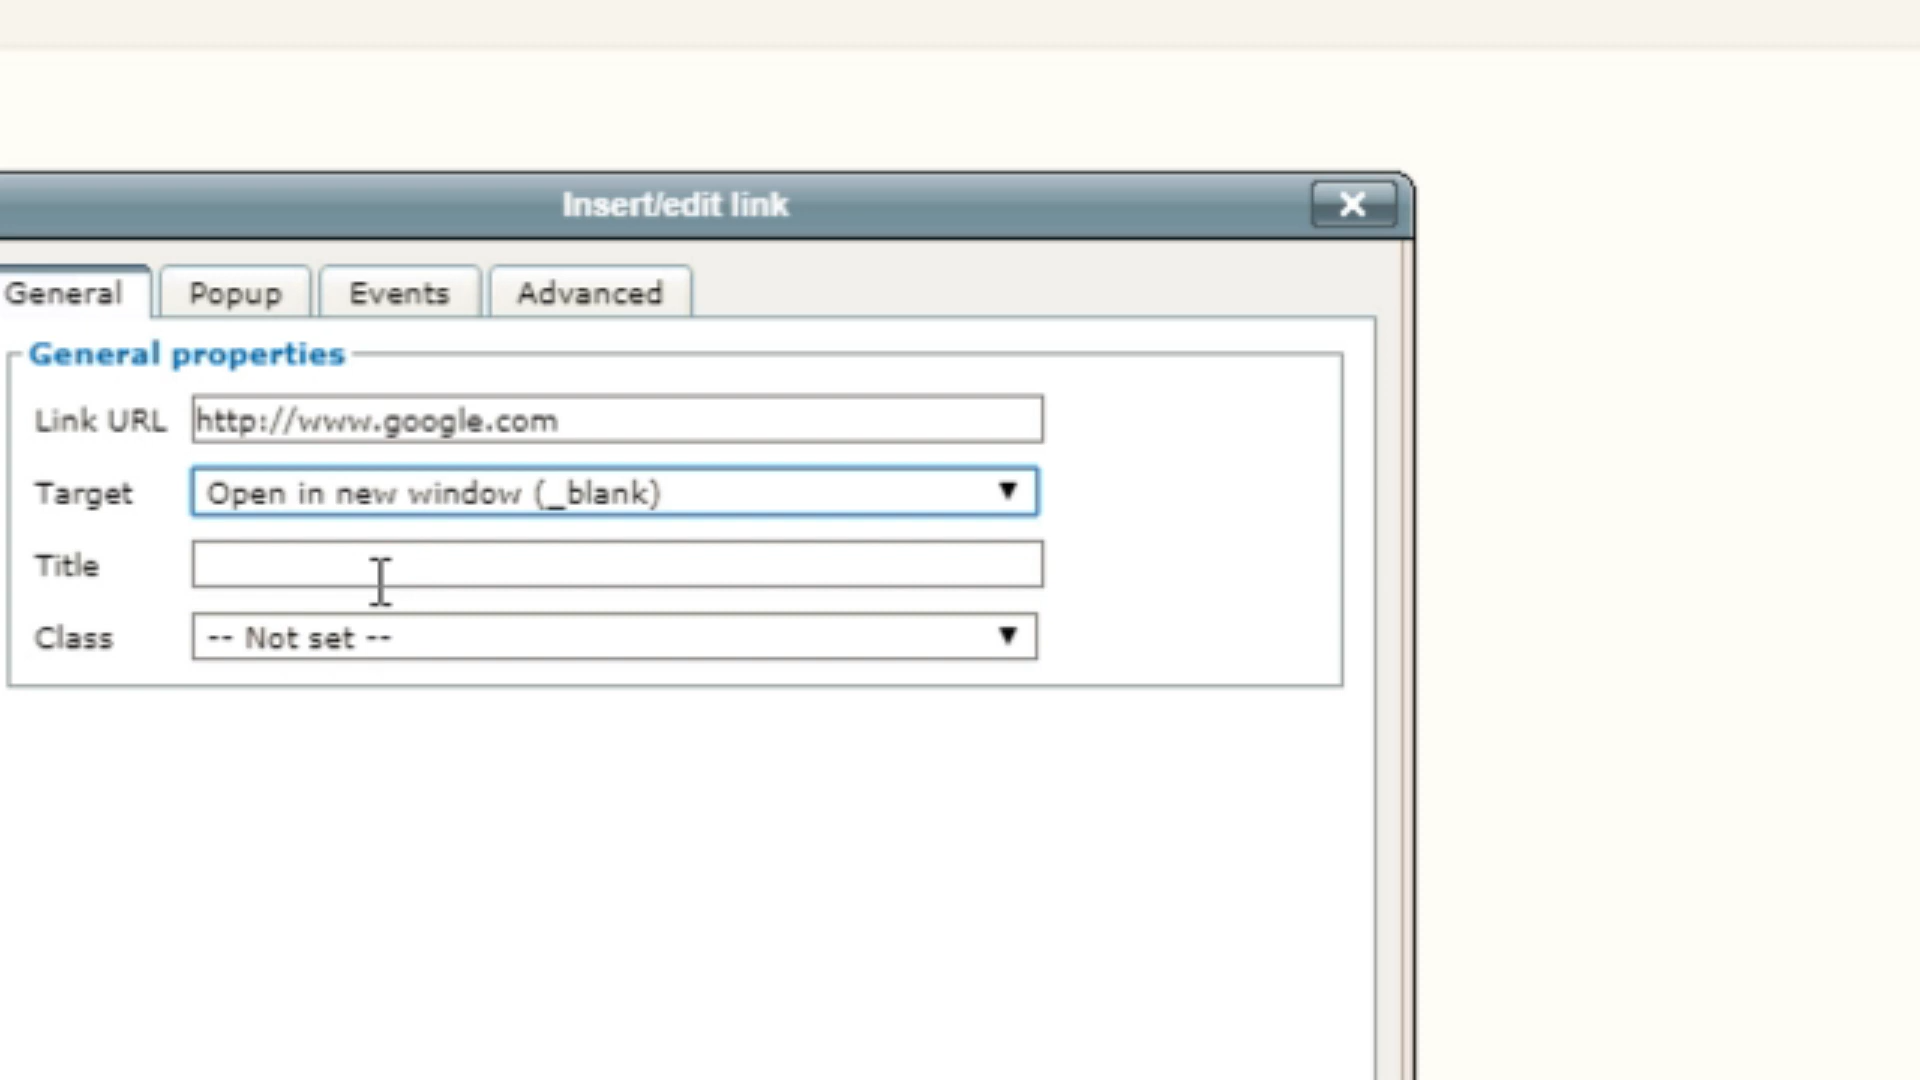 Insert/edit link
General Popup Events Advanced
General properties
Link URL http://www.google.com
Target Open in new window (_blank)
Title
Class -- Not set --